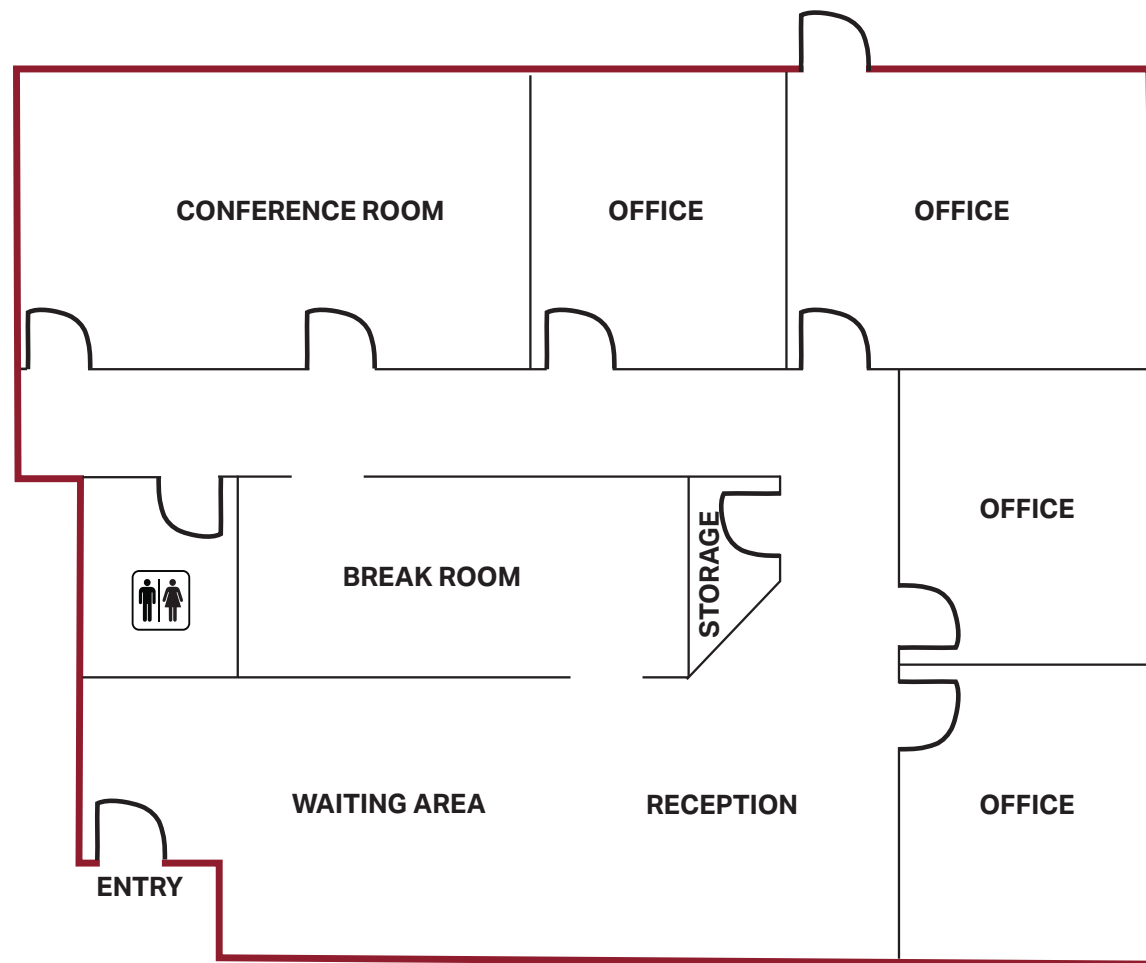 CONFERENCE ROOM
OFFICE
OFFICE
OFFICE
BREAK ROOM
STORAGE
WAITING AREA
RECEPTION
OFFICE
ENTRY